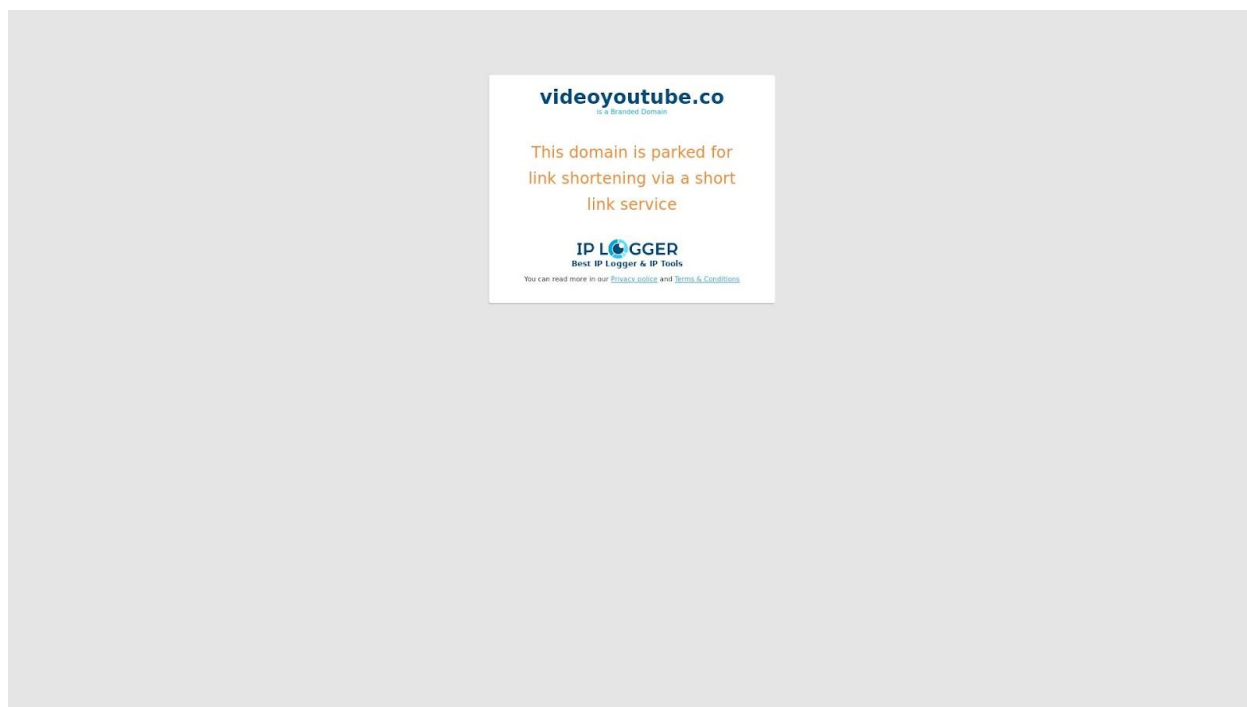 videoyoutube.co
is a Branded Domain
This domain is parked for
link shortening via a short
link service
IP LOGGER
Best IP Logger & IP Tools
You can read more in our Privacy police and Terms & Conditions